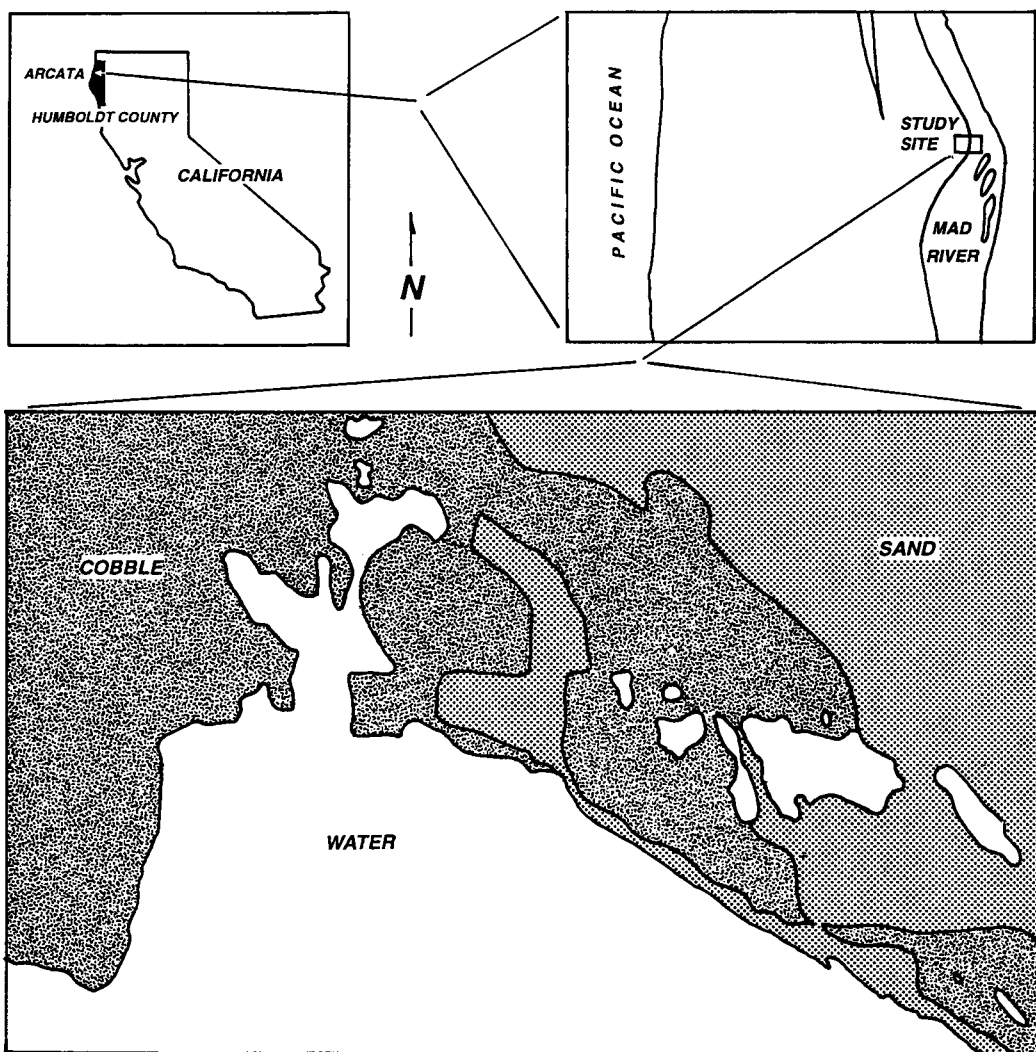 ARCATA
HUMBOLDT COUNTY
CALIFORNIA
N
PACIFIC OCEAN
STUDY
SITE
MAD
RIVER
COBBLE
SAND
WATER